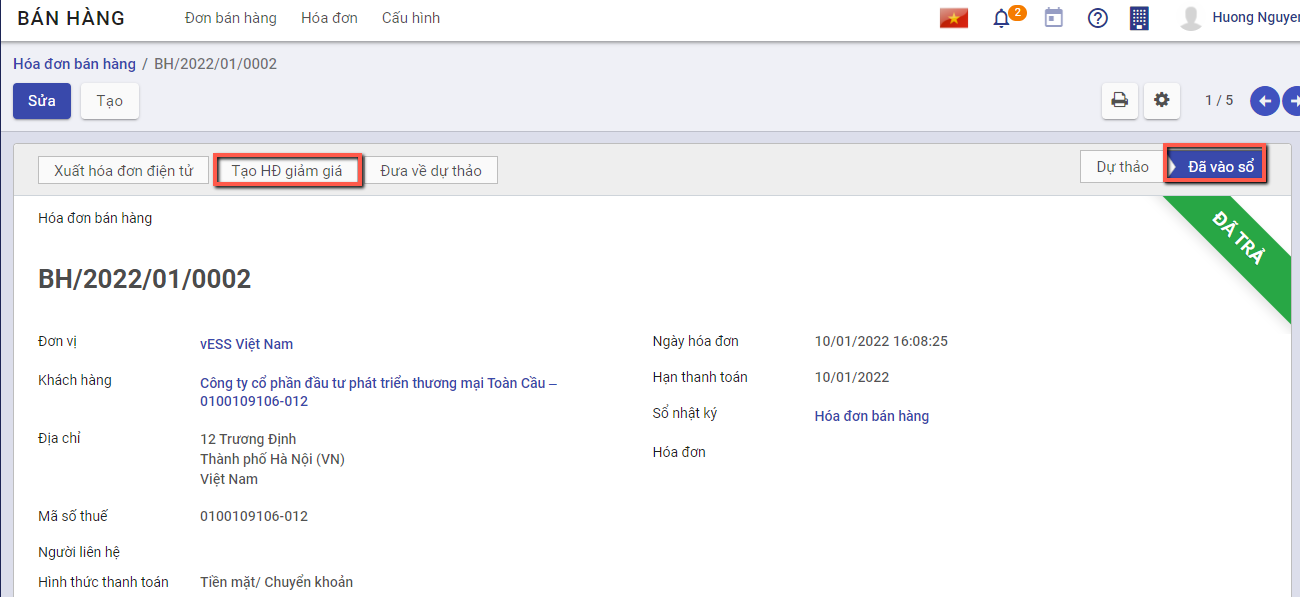 BÁN HÀNG Đơn bán hàng Hóa đơn Cấu hình 2 Huong Nguyen
Hóa đơn bán hàng / BH/2022/01/0002
Sửa Tạo 1 / 5
Xuất hóa đơn điện tử Tạo HĐ giảm giá Đưa về dự thảo Dự thảo Đã vào sổ
Hóa đơn bán hàng
ĐÃ TRẢ
BH/2022/01/0002
Đơn vị vESS Việt Nam
Ngày hóa đơn 10/01/2022 16:08:25
Khách hàng Công ty cổ phần đầu tư phát triển thương mại Toàn Cầu –
0100109106-012
Hạn thanh toán 10/01/2022
Sổ nhật ký Hóa đơn bán hàng
Địa chỉ 12 Trương Định
Thành phố Hà Nội (VN)
Việt Nam
Hóa đơn
Mã số thuế 0100109106-012
Người liên hệ
Hình thức thanh toán Tiền mặt/ Chuyển khoản